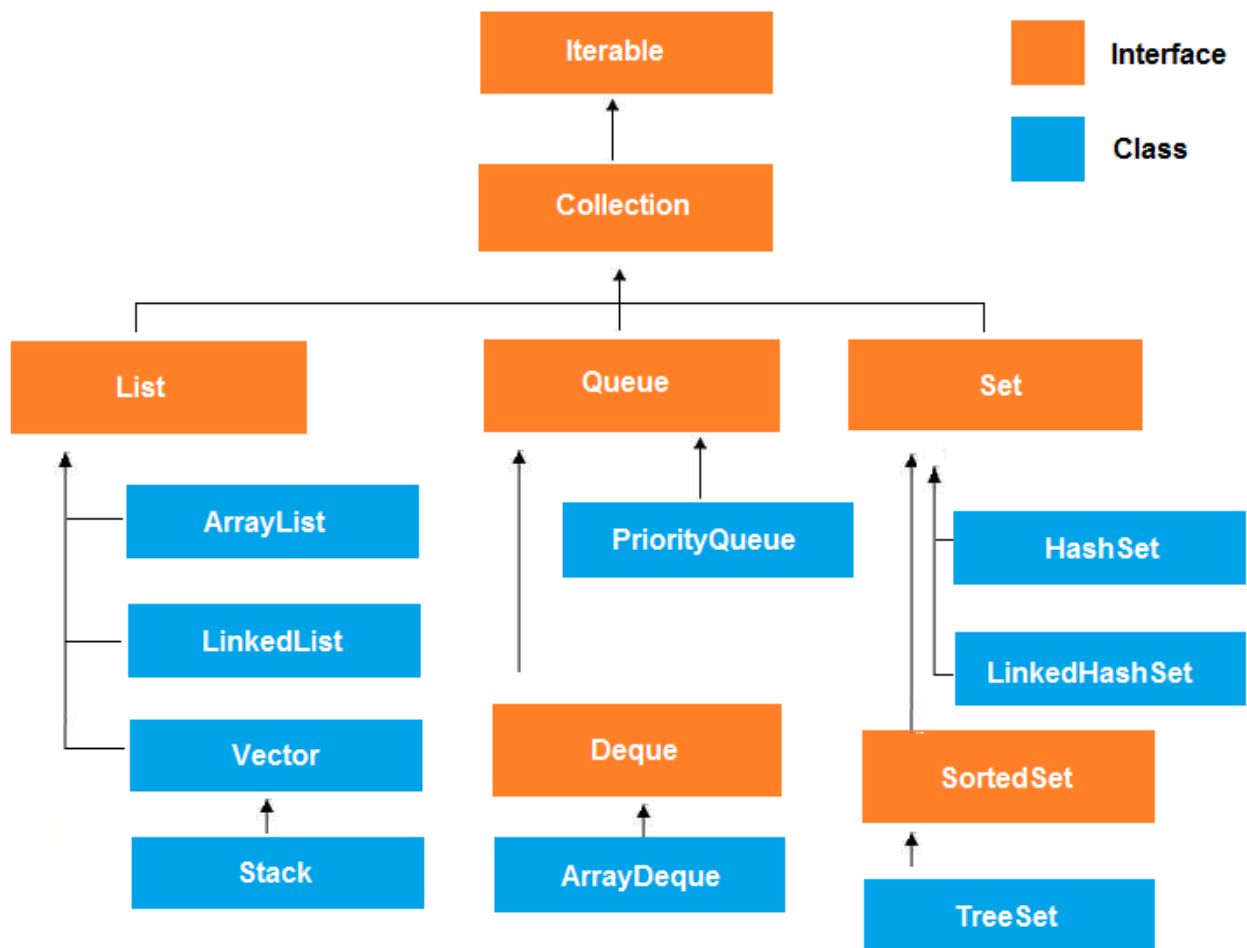 Iterable
Interface
Class
Collection
List
Queue
Set
ArrayList
PriorityQueue
HashSet
LinkedList
LinkedHashSet
Vector
Deque
SortedSet
Stack
ArrayDeque
TreeSet